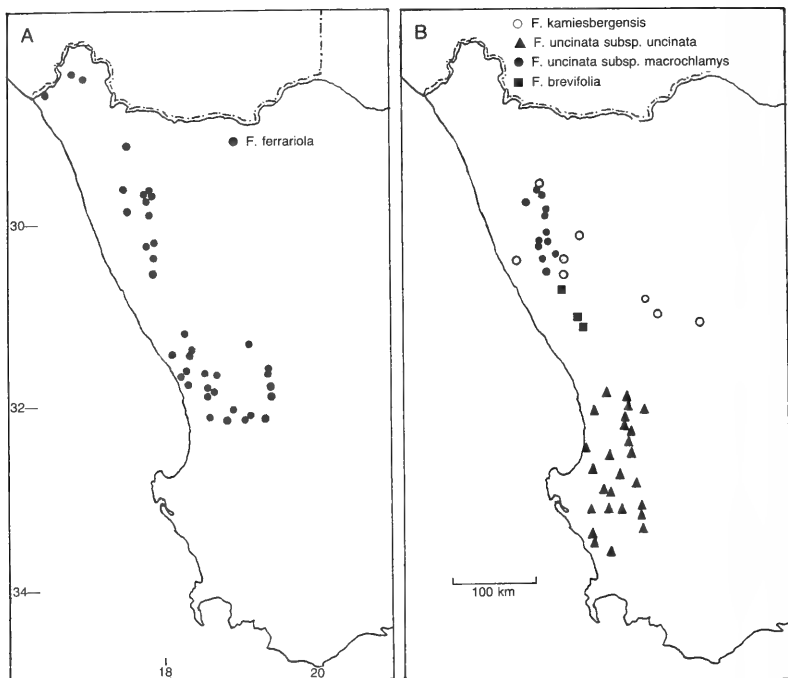 A
F. ferrariola
30
32
34
18
20
B
F. kamiesbergensis
F. uncinata subsp. uncinata
F. uncinata subsp. macrochlamys
F. brevifolia
100 km